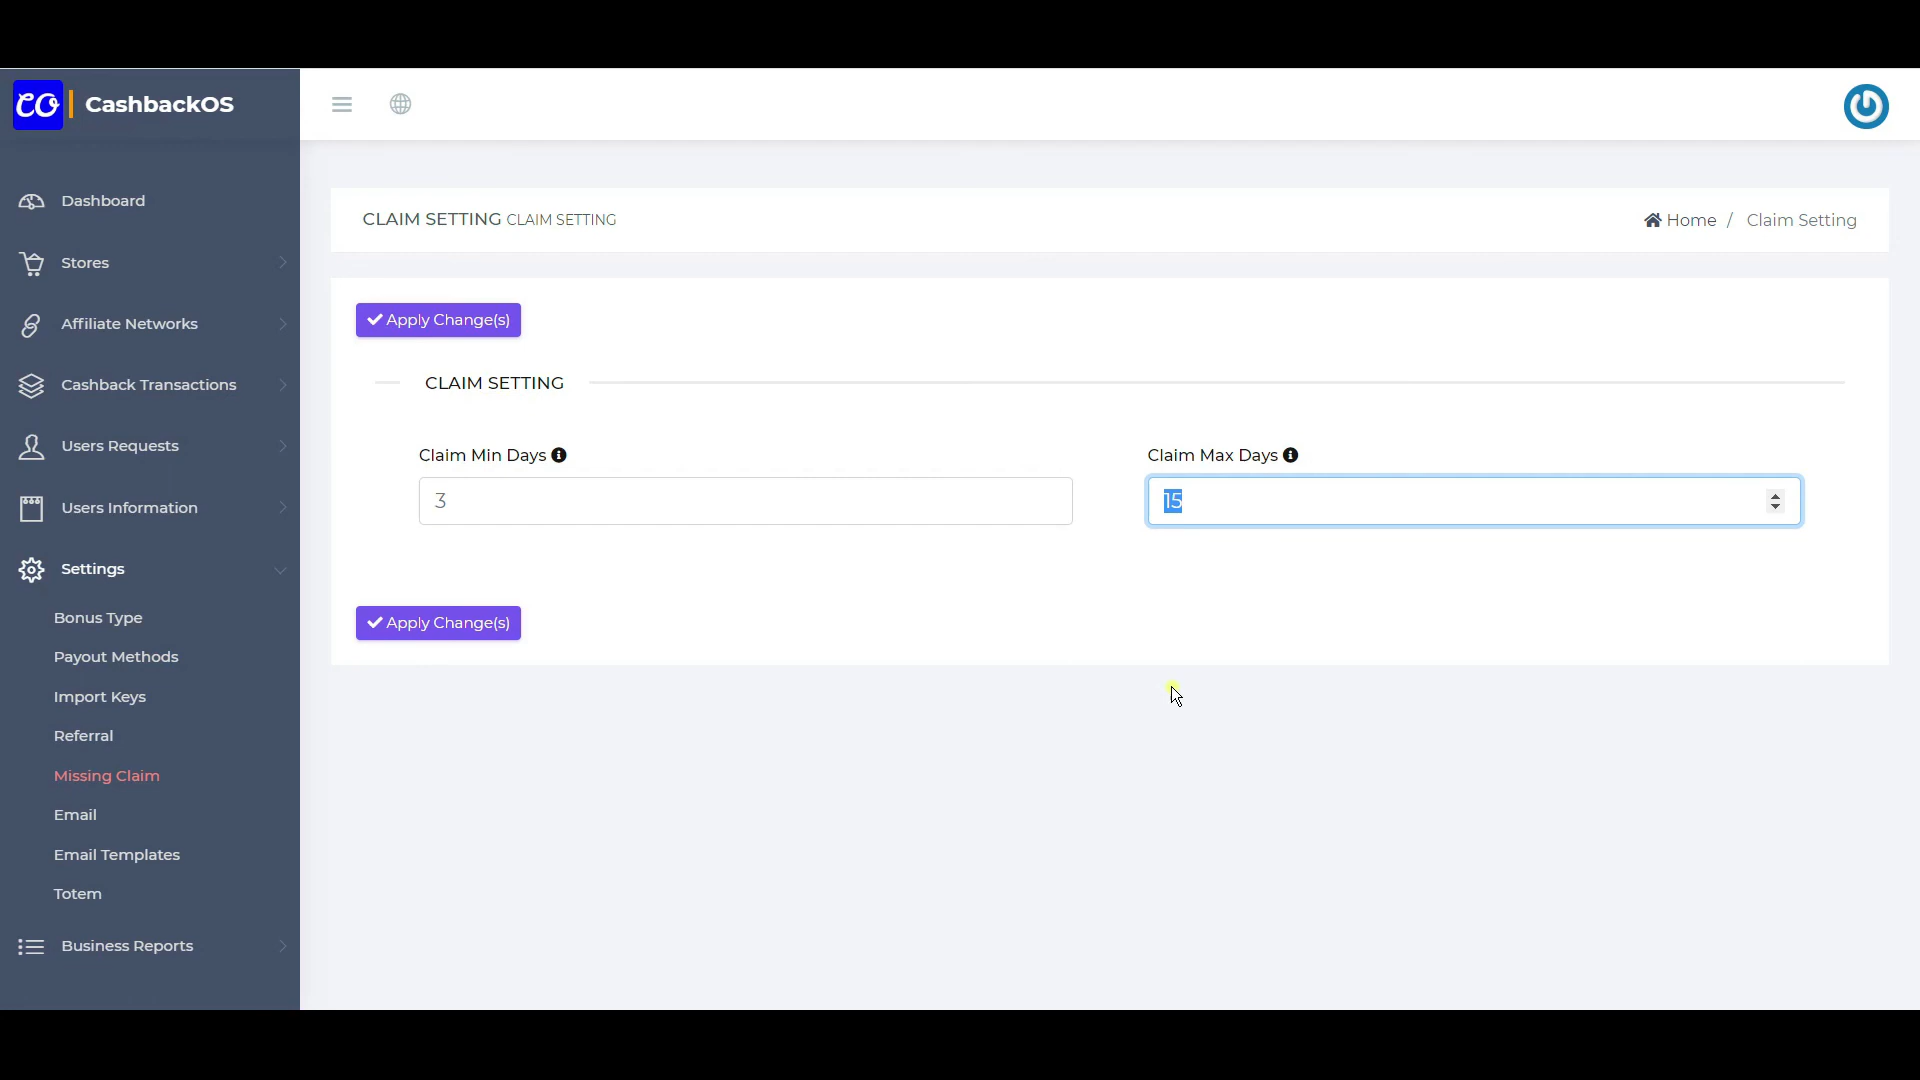 CO | CashbackOS
Dashboard
Stores
Affiliate Networks
Cashback Transactions
Users Requests
Users Information
Settings
Bonus Type
Payout Methods
Import Keys
Referral
Missing Claim
Email
Email Templates
Totem
Business Reports
CLAIM SETTING CLAIM SETTING
Home / Claim Setting
Apply Change(s)
CLAIM SETTING
Claim Min Days
Claim Max Days
3
15
Apply Change(s)